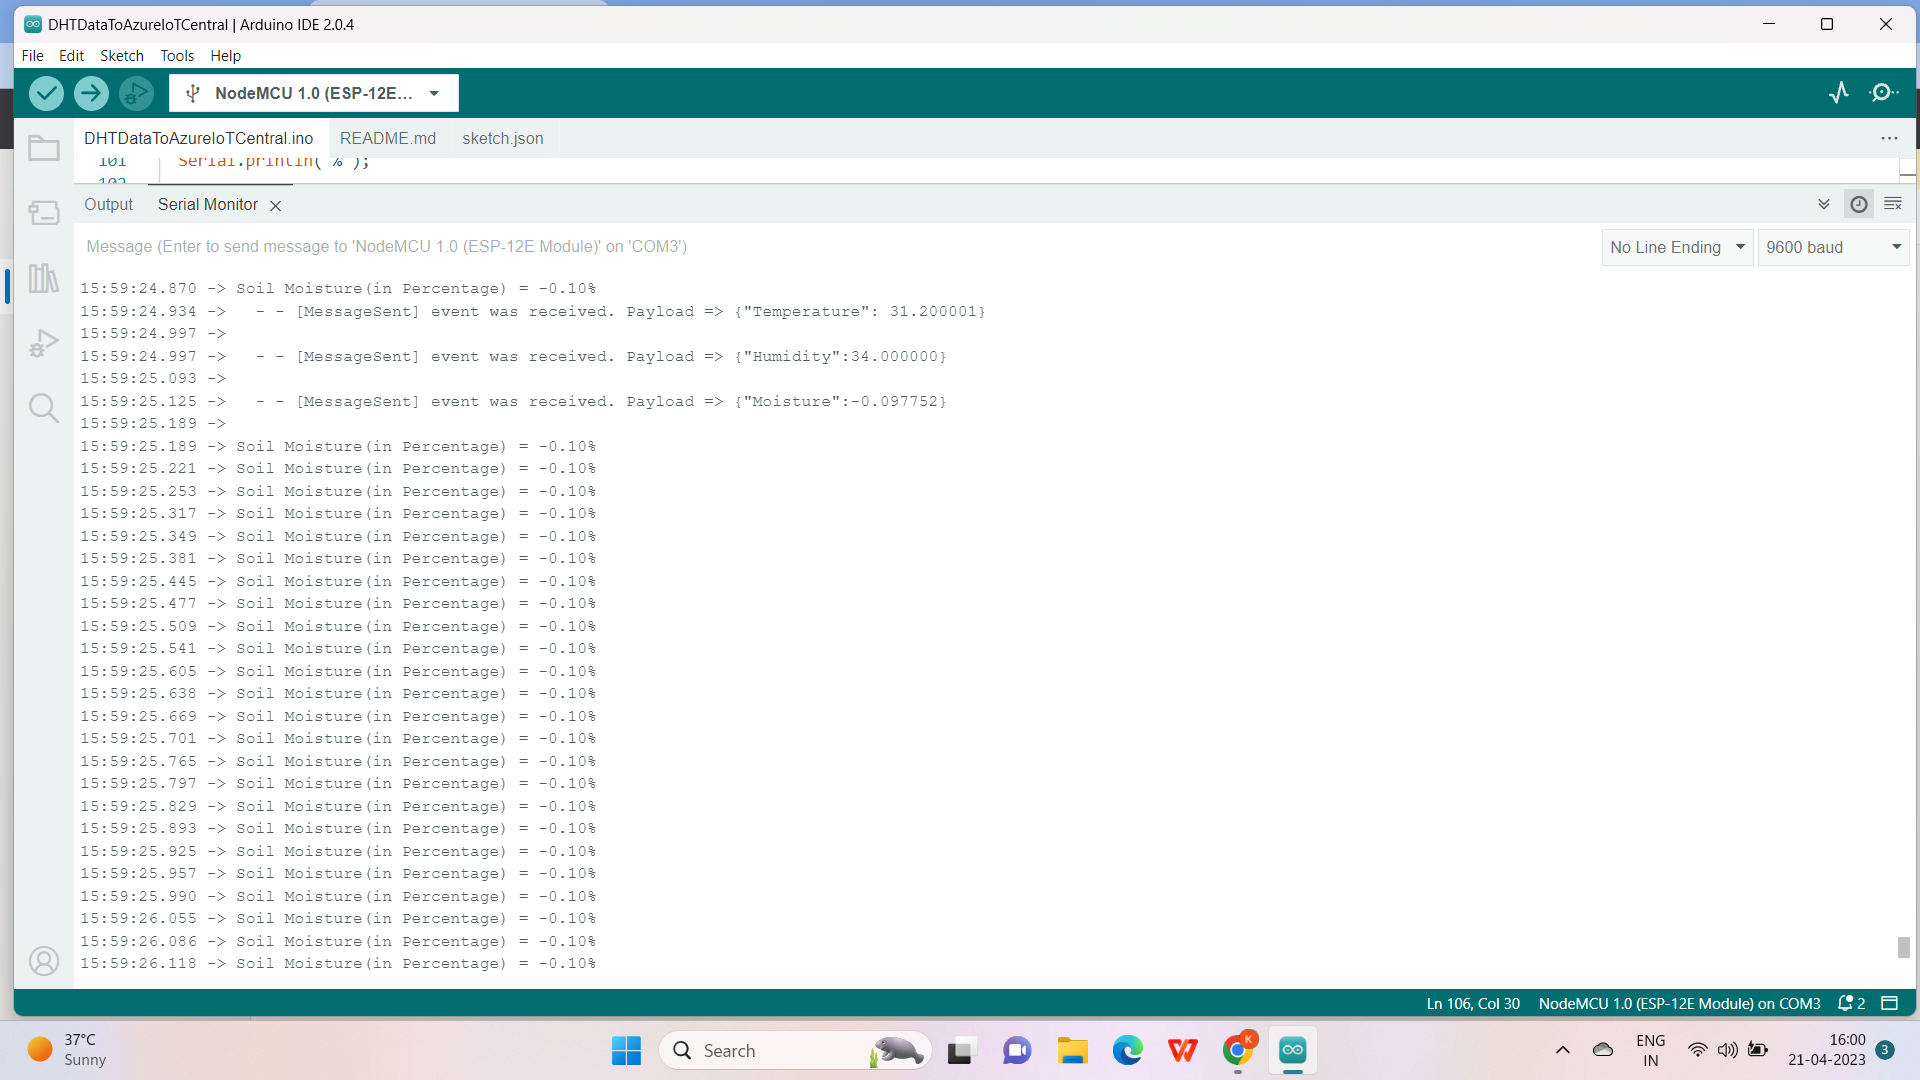 DHTDataToAzureIoTCentral | Arduino IDE 2.0.4
File Edit Sketch Tools Help
NodeMCU 1.0 (ESP-12E...
DHTDataToAzureIoTCentral.ino README.md sketch.json
101 Serial.println("%");
102
Output Serial Monitor
Message (Enter to send message to 'NodeMCU 1.0 (ESP-12E Module)' on 'COM3')
No Line Ending 9600 baud
15:59:24.870 -> Soil Moisture(in Percentage) = -0.10%
15:59:24.934 -> - - [MessageSent] event was received. Payload => {"Temperature": 31.200001}
15:59:24.997 ->
15:59:24.997 -> - - [MessageSent] event was received. Payload => {"Humidity":34.000000}
15:59:25.093 ->
15:59:25.125 -> - - [MessageSent] event was received. Payload => {"Moisture":-0.097752}
15:59:25.189 ->
15:59:25.189 -> Soil Moisture(in Percentage) = -0.10%
15:59:25.221 -> Soil Moisture(in Percentage) = -0.10%
15:59:25.253 -> Soil Moisture(in Percentage) = -0.10%
15:59:25.317 -> Soil Moisture(in Percentage) = -0.10%
15:59:25.349 -> Soil Moisture(in Percentage) = -0.10%
15:59:25.381 -> Soil Moisture(in Percentage) = -0.10%
15:59:25.445 -> Soil Moisture(in Percentage) = -0.10%
15:59:25.477 -> Soil Moisture(in Percentage) = -0.10%
15:59:25.509 -> Soil Moisture(in Percentage) = -0.10%
15:59:25.541 -> Soil Moisture(in Percentage) = -0.10%
15:59:25.605 -> Soil Moisture(in Percentage) = -0.10%
15:59:25.638 -> Soil Moisture(in Percentage) = -0.10%
15:59:25.669 -> Soil Moisture(in Percentage) = -0.10%
15:59:25.701 -> Soil Moisture(in Percentage) = -0.10%
15:59:25.765 -> Soil Moisture(in Percentage) = -0.10%
15:59:25.797 -> Soil Moisture(in Percentage) = -0.10%
15:59:25.829 -> Soil Moisture(in Percentage) = -0.10%
15:59:25.893 -> Soil Moisture(in Percentage) = -0.10%
15:59:25.925 -> Soil Moisture(in Percentage) = -0.10%
15:59:25.957 -> Soil Moisture(in Percentage) = -0.10%
15:59:25.990 -> Soil Moisture(in Percentage) = -0.10%
15:59:26.055 -> Soil Moisture(in Percentage) = -0.10%
15:59:26.086 -> Soil Moisture(in Percentage) = -0.10%
15:59:26.118 -> Soil Moisture(in Percentage) = -0.10%
Ln 106, Col 30 NodeMCU 1.0 (ESP-12E Module) on COM3 2
37°C
Sunny
Search
K
ENG
IN
16:00
21-04-2023
3